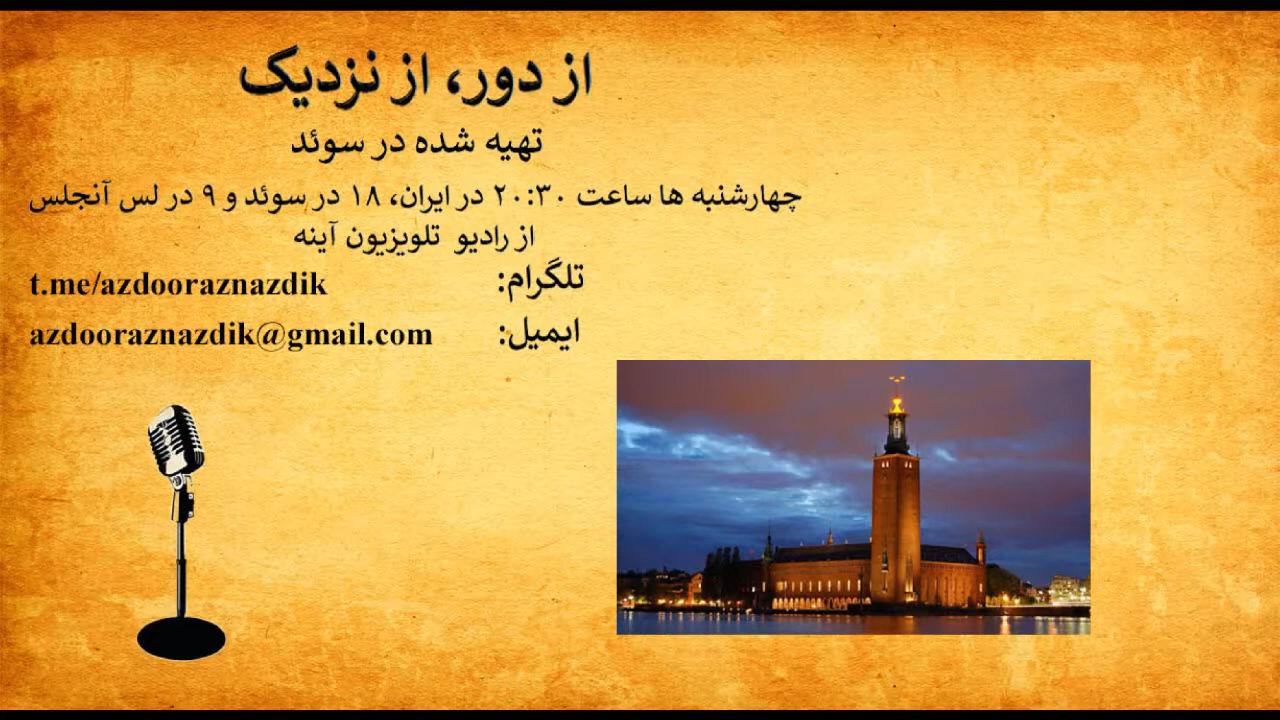 از دور، از نزدیک
تهیه شده در سوئد
چهارشنبه ها ساعت ۲۰:۳۰ در ایران، ۱۸ در سوئد و ۹ در لس آنجلس
از رادیو تلویزیون آینه
تلگرام: t.me/azdooraznazdik
ایمیل: azdooraznazdik@gmail.com